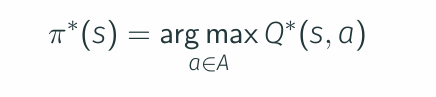 π*(s) = arg max Q*(s, a)
a∈A